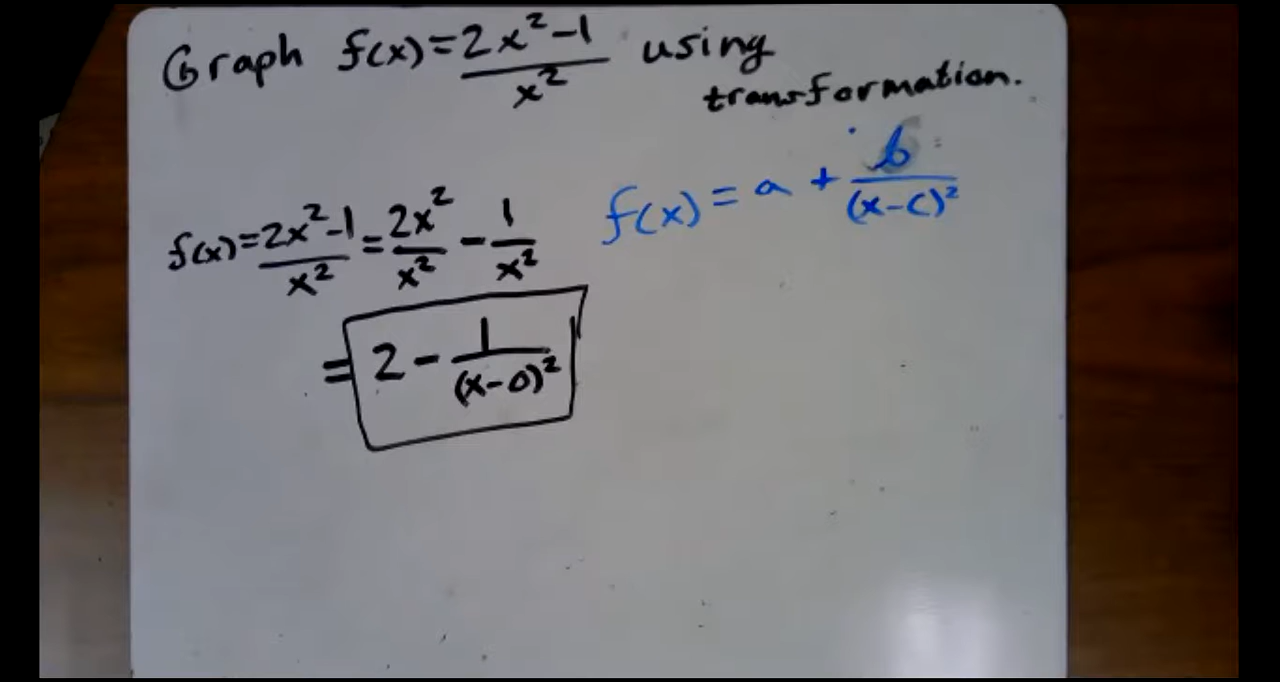 Graph f(x)=2x²-1/x² using
transformation.
f(x)=a+b/(x-c)²
f(x)=2x²-1/x²=2x²/x²-1/x²
=2-1/(x-0)²